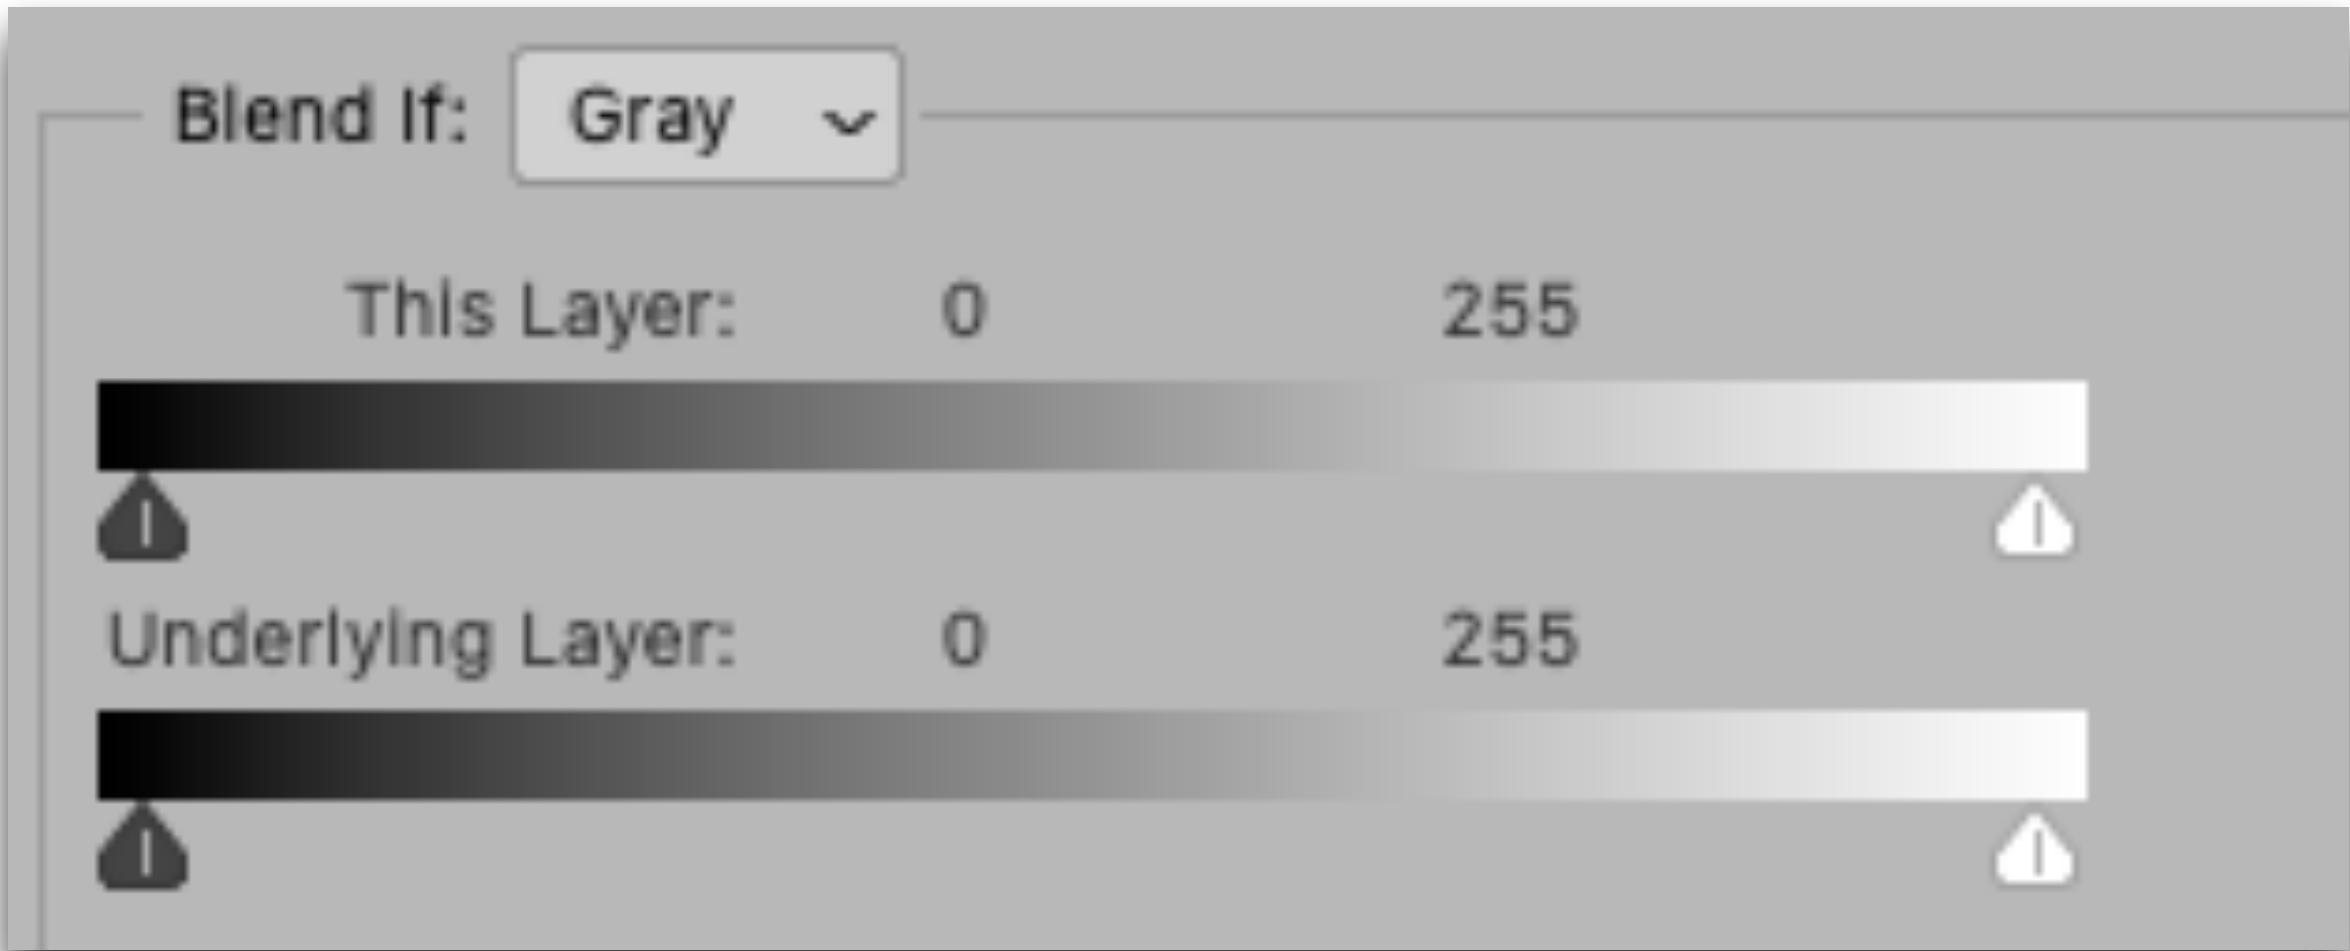 Blend If: Gray
This Layer: 0 255
Underlying Layer: 0 255